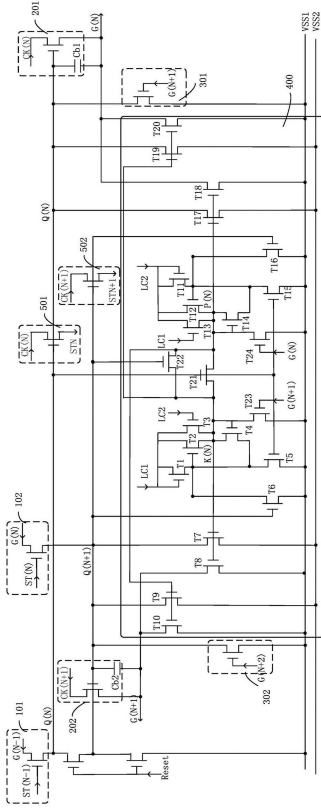 101
G(N-1)
ST(N-1)
Q(N)
Reset
102
G(N)
ST(N)
Q(N+1)
202
CK(N+1)
Cb2
G(N+1)
302
G(N+2)
501
CK(N)
STN
502
CK(N+1)
STN+1
Q(N)
201
CK(N)
Cb1
G(N)
301
G(N+1)
400
T10
T9
T8
T7
T6
T5
LC1
T1
T2
T3
LC2
K(N)
T4
T23
G(N+1)
T21
T22
LC1
LC2
T13
T12
T11
P(N)
T14
T24
G(N)
T15
T16
T17
T18
T19
T20
VSS1
VSS2